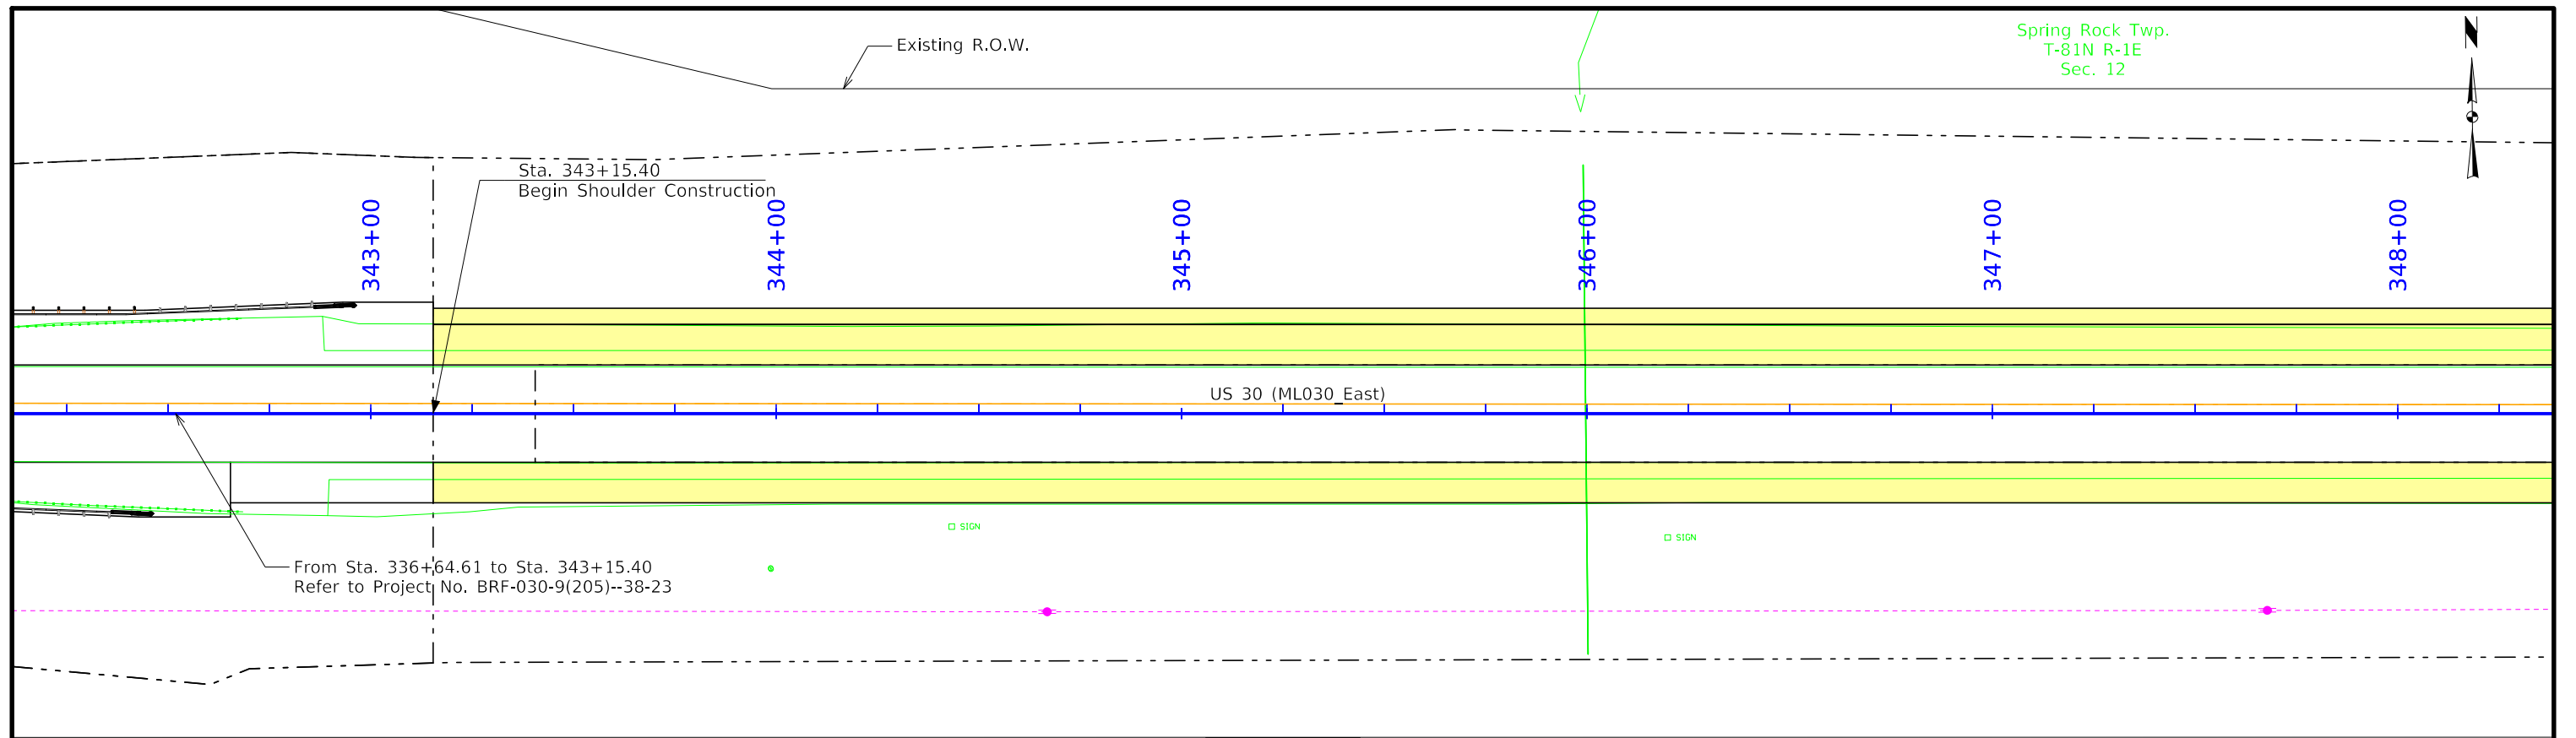 Existing R.O.W.
Spring Rock Twp.
T-81N R-1E
Sec. 12
N
Sta. 343+15.40
Begin Shoulder Construction
343+00
344+00
345+00
346+00
347+00
348+00
US 30 (ML030_East)
SIGN
SIGN
From Sta. 336+64.61 to Sta. 343+15.40
Refer to Project No. BRF-030-9(205)--38-23